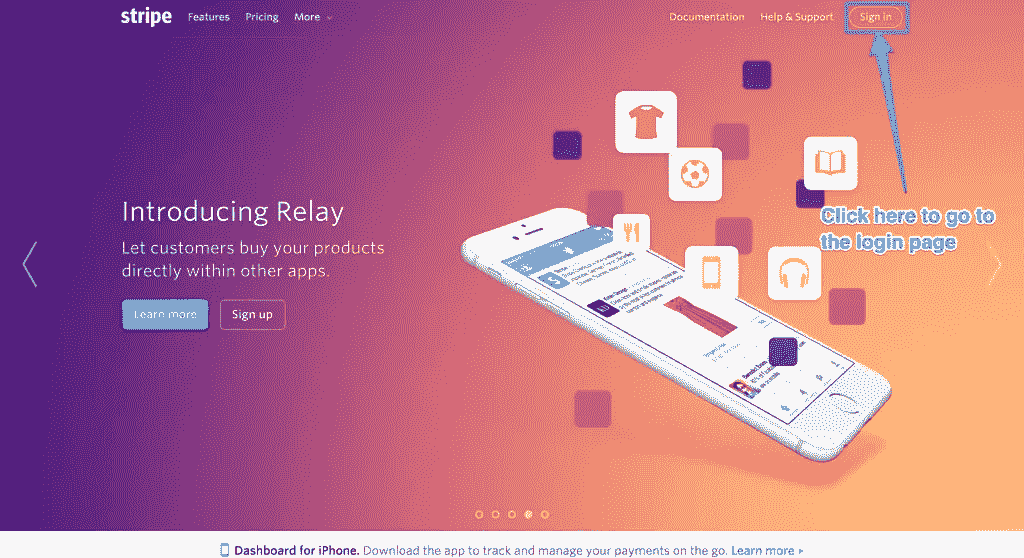 stripe Features Pricing More Documentation Help & Support Sign in
Click here to go to
the login page
Introducing Relay
Let customers buy your products
directly within other apps.
Learn more Sign up
Dashboard for iPhone. Download the app to track and manage your payments on the go. Learn more